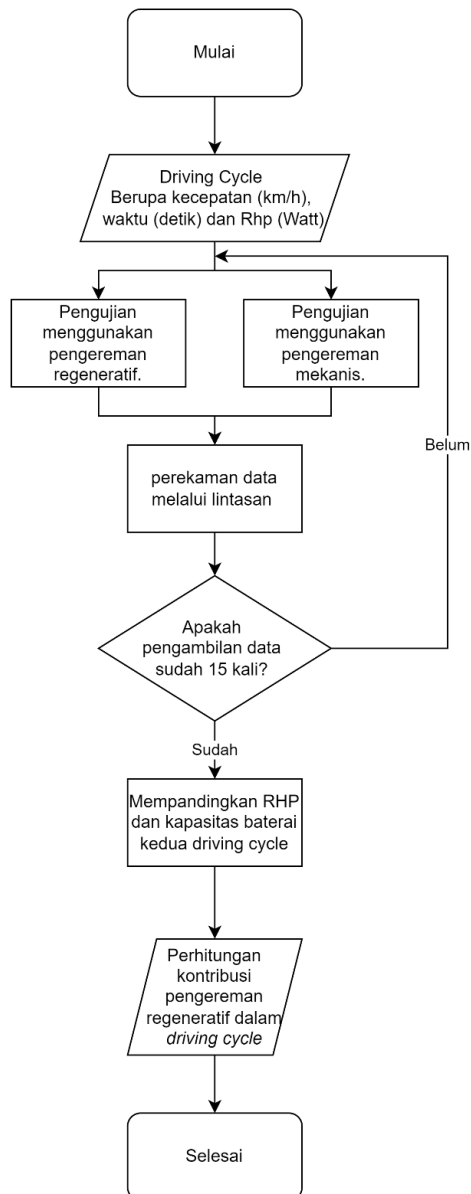 Mulai
Driving Cycle
Berupa kecepatan (km/h),
waktu (detik) dan Rhp (Watt)
Pengujian
menggunakan
pengereman
regeneratif.
Pengujian
menggunakan
pengereman
mekanis.
Belum
perekaman data
melalui lintasan
Apakah
pengambilan data
sudah 15 kali?
Sudah
Mempandingkan RHP
dan kapasitas baterai
kedua driving cycle
Perhitungan
kontribusi
pengereman
regeneratif dalam
driving cycle
Selesai